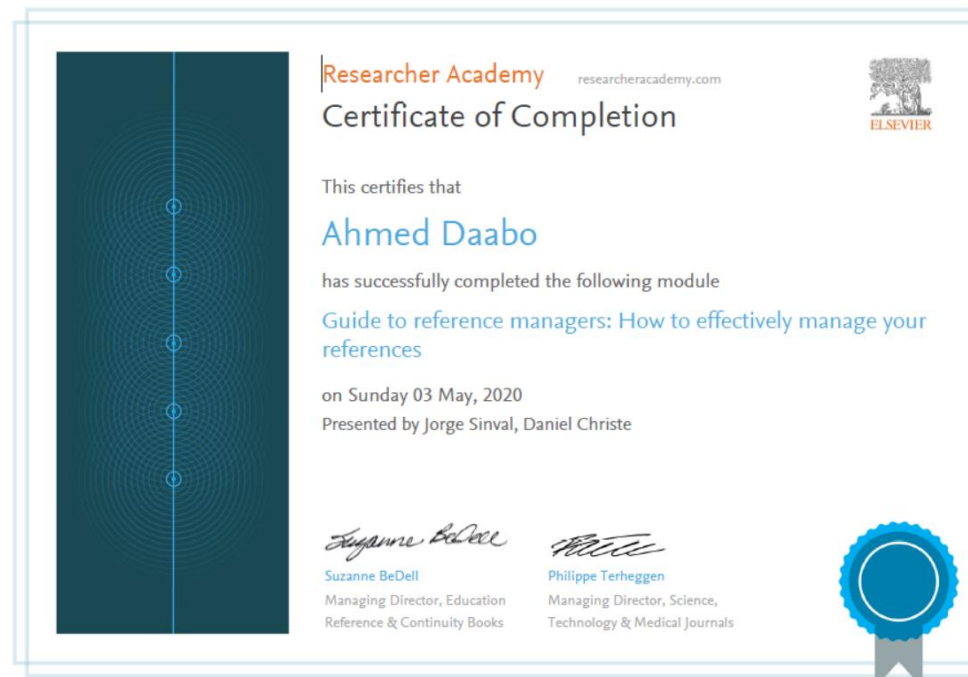 Researcher Academy researcheracademy.com
Certificate of Completion
ELSEVIER
This certifies that
Ahmed Daabo
has successfully completed the following module
Guide to reference managers: How to effectively manage your
references
on Sunday 03 May, 2020
Presented by Jorge Sinval, Daniel Christe
Suzanne BeDell
Suzanne BeDell
Philippe Terheggen
Managing Director, Education
Reference & Continuity Books
Managing Director, Science,
Technology & Medical Journals